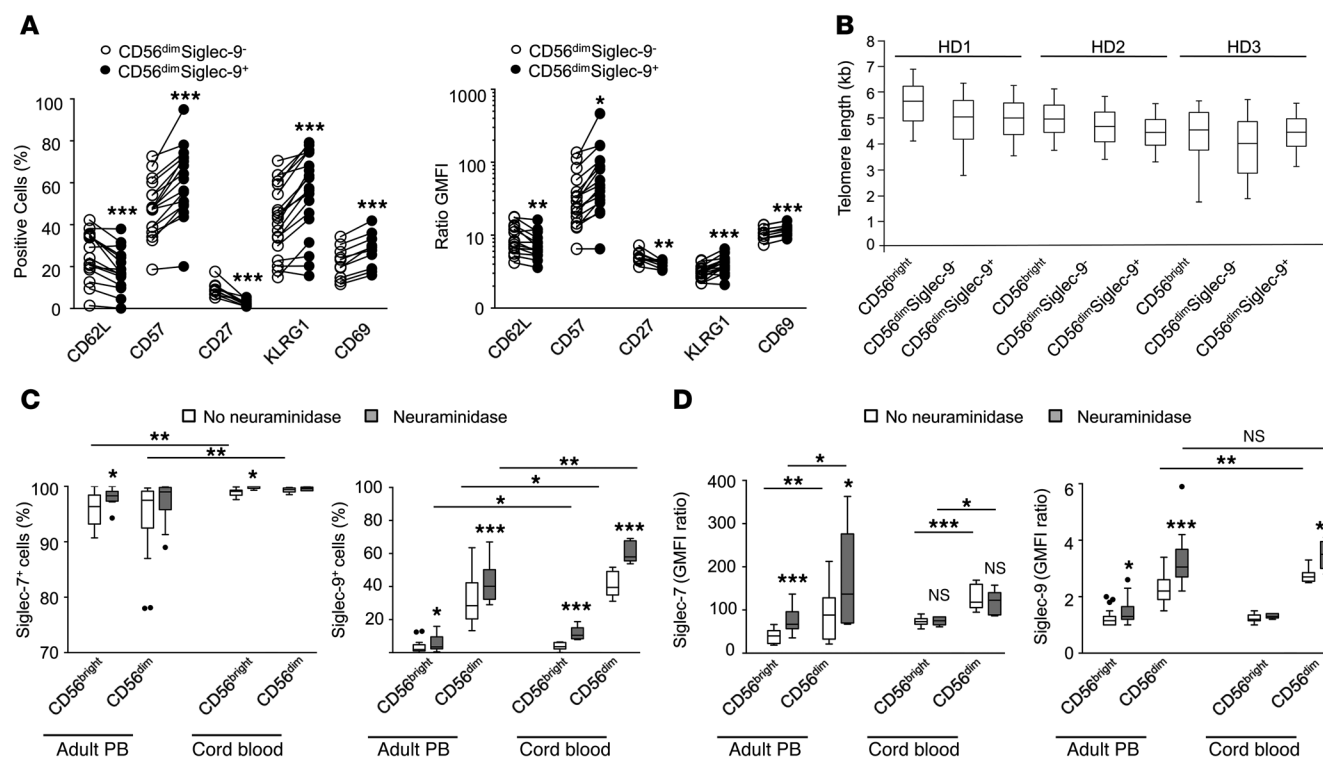 A
CD56dimSiglec-9-
CD56dimSiglec-9+
Positive Cells (%)
100
80
60
40
20
0
***
***
***
***
***
CD62L
CD57
CD27
KLRG1
CD69
CD56dimSiglec-9-
CD56dimSiglec-9+
Ratio GMFI
1000
100
10
0
**
*
**
***
***
CD62L
CD57
CD27
KLRG1
CD69
B
Telomere length (kb)
8
7
6
5
4
3
2
1
0
HD1
HD2
HD3
CD56bright
CD56dimSiglec-9-
CD56dimSiglec-9+
CD56bright
CD56dimSiglec-9-
CD56dimSiglec-9+
CD56bright
CD56dimSiglec-9-
CD56dimSiglec-9+
C
No neuraminidase
Neuraminidase
**
**
*
*
Siglec-7+ cells (%)
100
90
80
70
CD56bright
CD56dim
CD56bright
CD56dim
Adult PB
Cord blood
Siglec-9+ cells (%)
100
80
60
40
20
**
*
*
*
***
***
***
CD56bright
CD56dim
CD56bright
CD56dim
Adult PB
Cord blood
D
No neuraminidase
Neuraminidase
Siglec-7 (GMFI ratio)
400
300
200
100
0
*
**
*
***
*
***
NS
NS
CD56bright
CD56dim
CD56bright
CD56dim
Adult PB
Cord blood
Siglec-9 (GMFI ratio)
6
4
2
0
NS
**
*
***
CD56bright
CD56dim
CD56bright
CD56dim
Adult PB
Cord blood